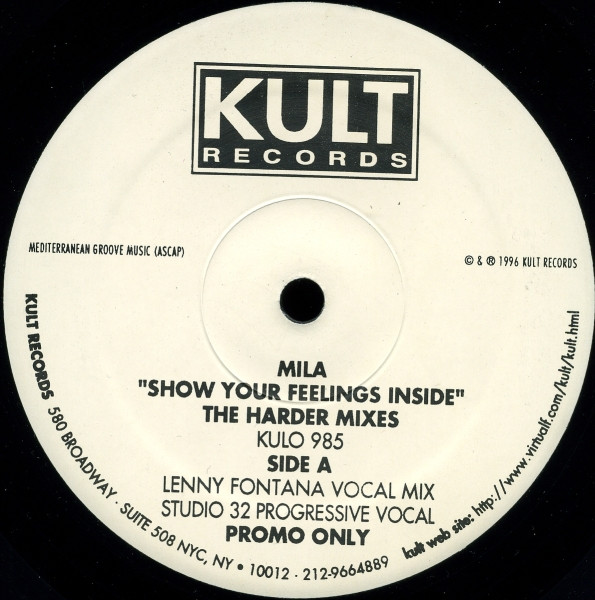 KULT
RECORDS
MEDITERRANEAN GROOVE MUSIC (ASCAP)
© & ® 1996 KULT RECORDS
MILA
"SHOW YOUR FEELINGS INSIDE"
THE HARDER MIXES
KULO 985
SIDE A
LENNY FONTANA VOCAL MIX
STUDIO 32 PROGRESSIVE VOCAL
PROMO ONLY
KULT RECORDS 580 BROADWAY · SUITE 508 NYC, NY • 10012 · 212-9664889
kult web site: http://www.virtualf.com/kult/kult.html